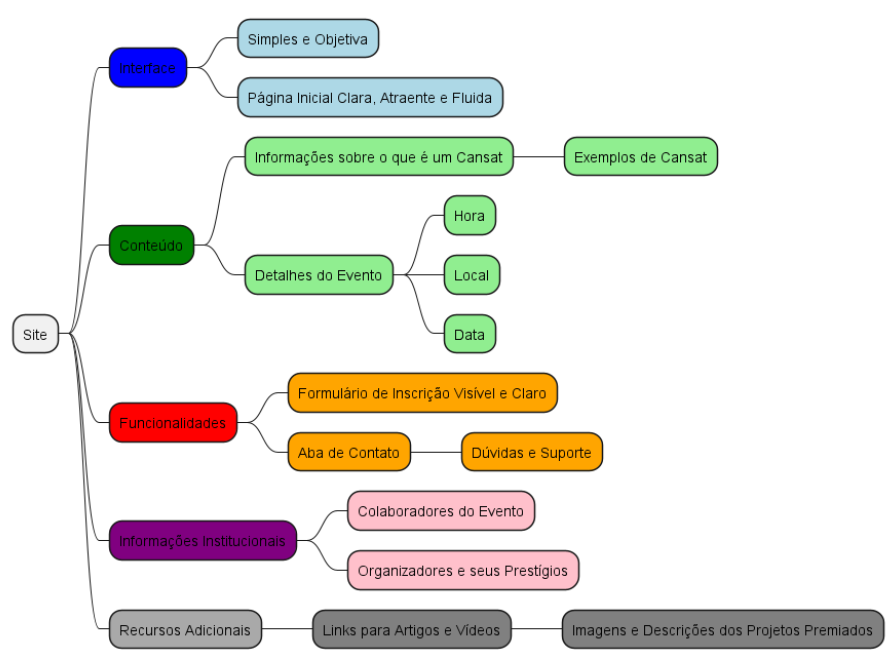 Simples e Objetiva
Interface
Página Inicial Clara, Atraente e Fluida
Informações sobre o que é um Cansat
Exemplos de Cansat
Hora
Conteúdo
Detalhes do Evento
Local
Data
Site
Formulário de Inscrição Visível e Claro
Funcionalidades
Aba de Contato
Dúvidas e Suporte
Colaboradores do Evento
Informações Institucionais
Organizadores e seus Prestígios
Recursos Adicionais
Links para Artigos e Vídeos
Imagens e Descrições dos Projetos Premiados